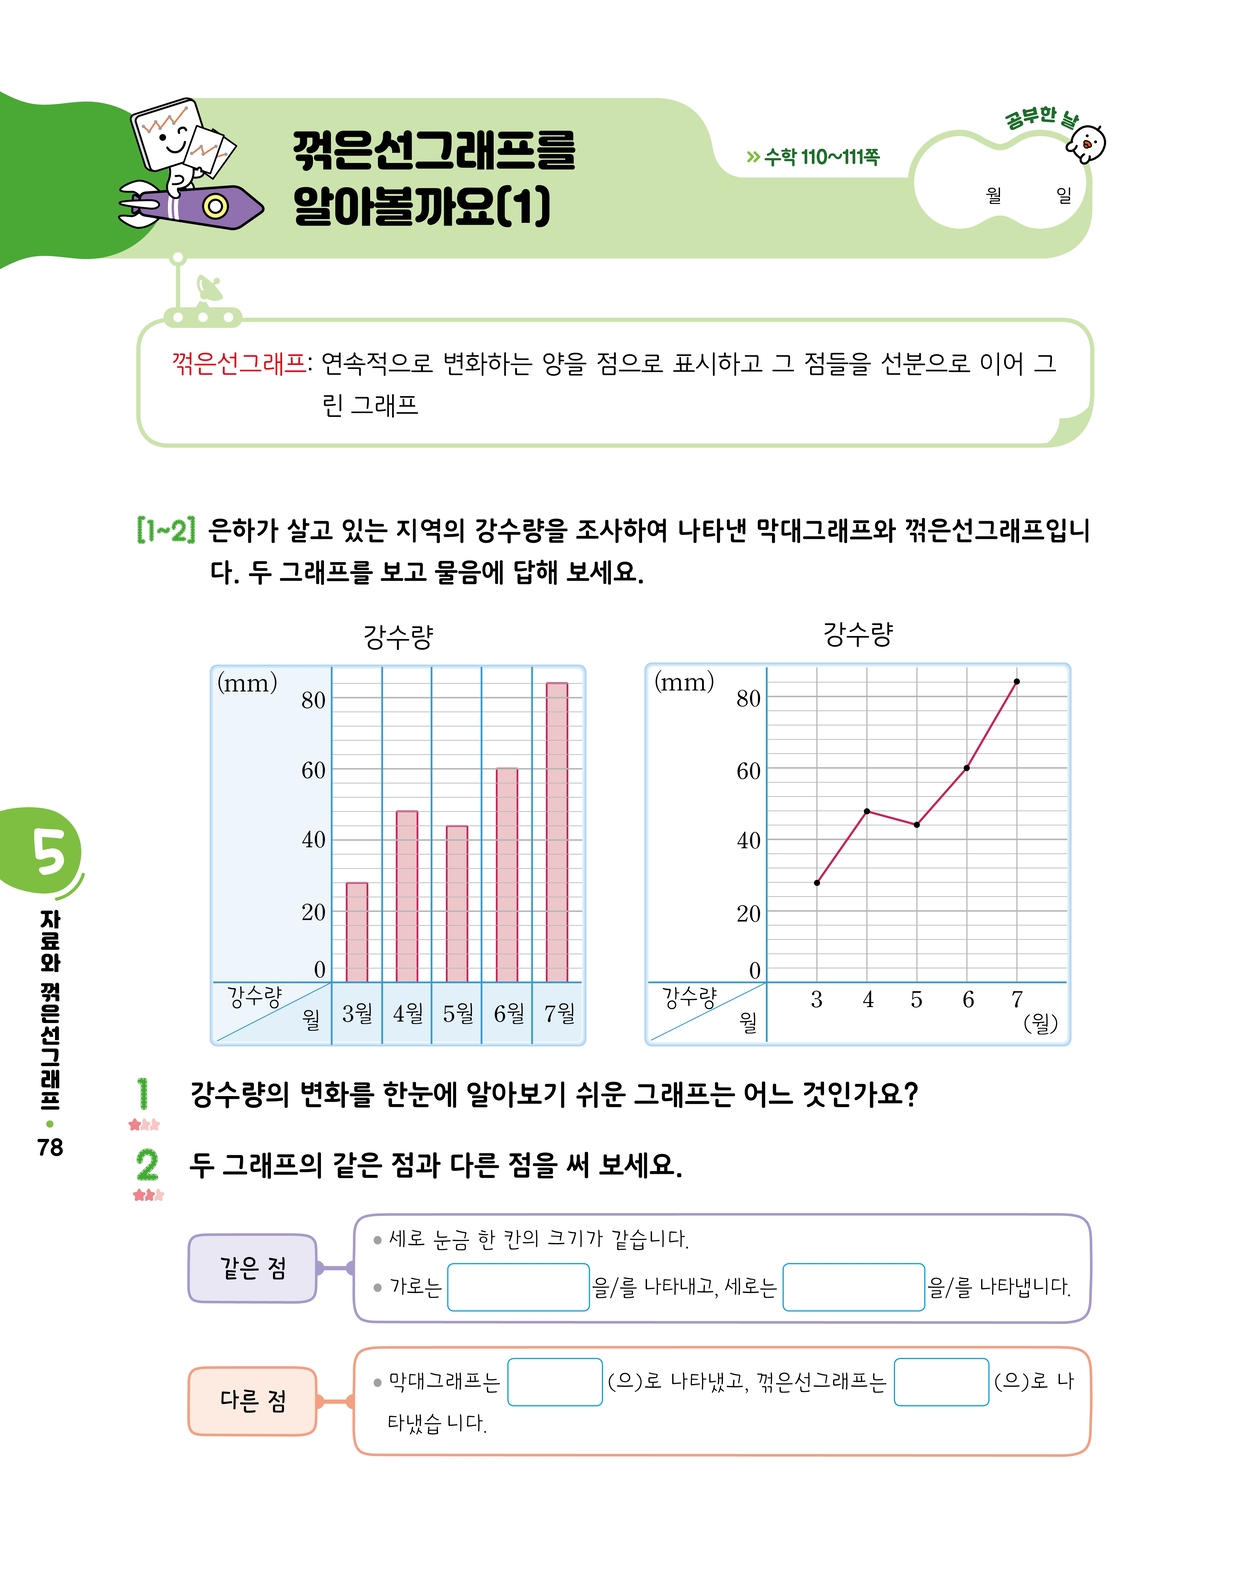 꺾은선그래프를
알아볼까요(1)
» 수학 110~111쪽
공부한 날
월 일
꺾은선그래프: 연속적으로 변화하는 양을 점으로 표시하고 그 점들을 선분으로 이어 그
린 그래프
[1~2] 은하가 살고 있는 지역의 강수량을 조사하여 나타낸 막대그래프와 꺾은선그래프입니
다. 두 그래프를 보고 물음에 답해 보세요.
강수량
(mm)
80
60
40
20
0
강수량
월
3월 4월 5월 6월 7월
강수량
(mm)
80
60
40
20
0
강수량
월
3 4 5 6 7
(월)
1 강수량의 변화를 한눈에 알아보기 쉬운 그래프는 어느 것인가요?
2 두 그래프의 같은 점과 다른 점을 써 보세요.
같은 점
• 세로 눈금 한 칸의 크기가 같습니다.
• 가로는 을/를 나타내고, 세로는 을/를 나타냅니다.
다른 점
• 막대그래프는 (으)로 나타냈고, 꺾은선그래프는 (으)로 나
타냈습니다.
5
자료와 꺾은선그래프
•
78